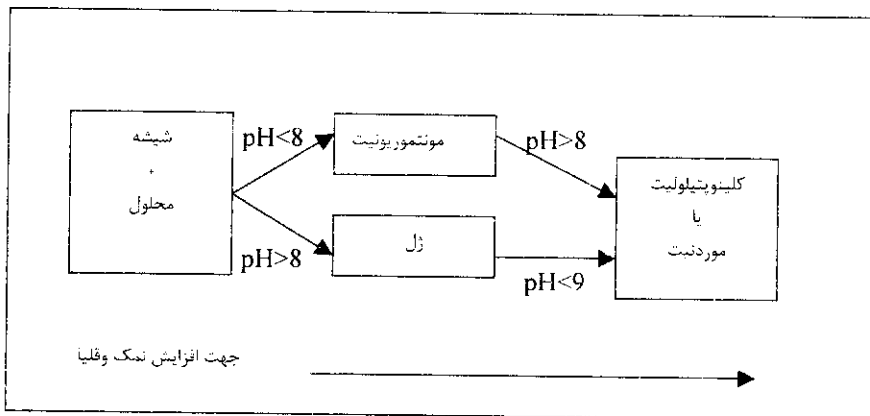 شیشه
+
محلول
pH<8
pH>8
مونتموریونیت
ژل
pH>8
pH<9
کلینوپتیلولیت
یا
موردنیت
جهت افزایش نمک وقلیا